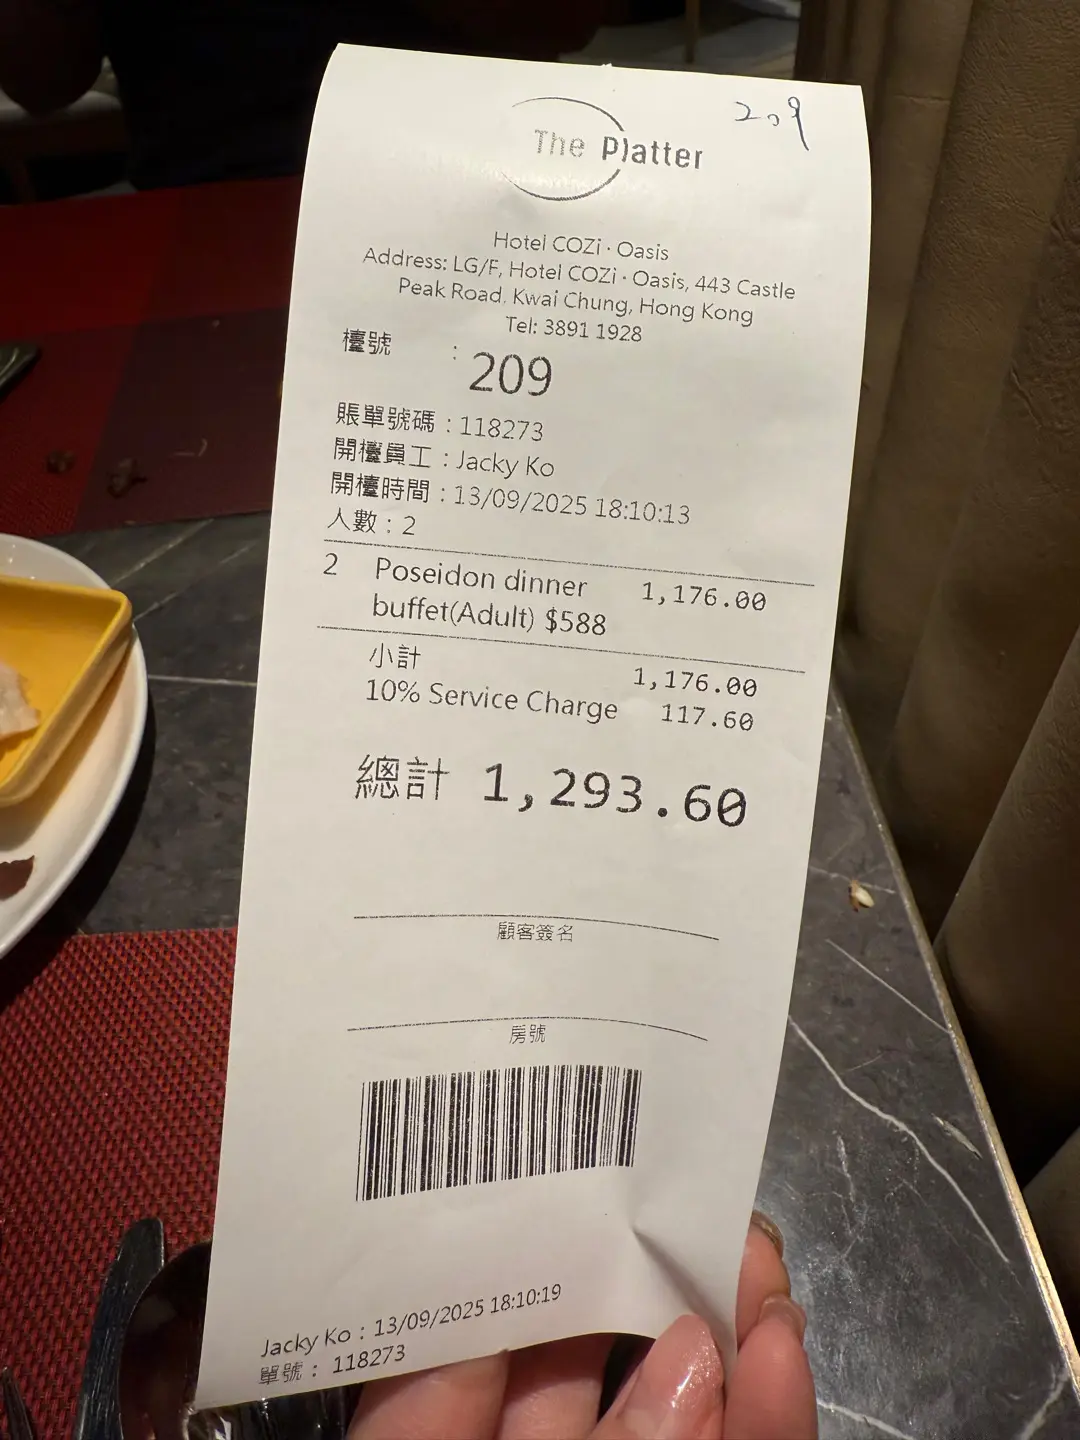 209
The Platter
Hotel COZi · Oasis
Address: LG/F, Hotel COZi · Oasis, 443 Castle
Peak Road, Kwai Chung, Hong Kong
Tel: 3891 1928
檯號 : 209
賬單號碼 : 118273
開檯員工 : Jacky Ko
開檯時間 : 13/09/2025 18:10:13
人數 : 2
2 Poseidon dinner 1,176.00
buffet(Adult) $588
小計 1,176.00
10% Service Charge 117.60
總計 1,293.60
顧客簽名
房號
Jacky Ko : 13/09/2025 18:10:19
單號 : 118273